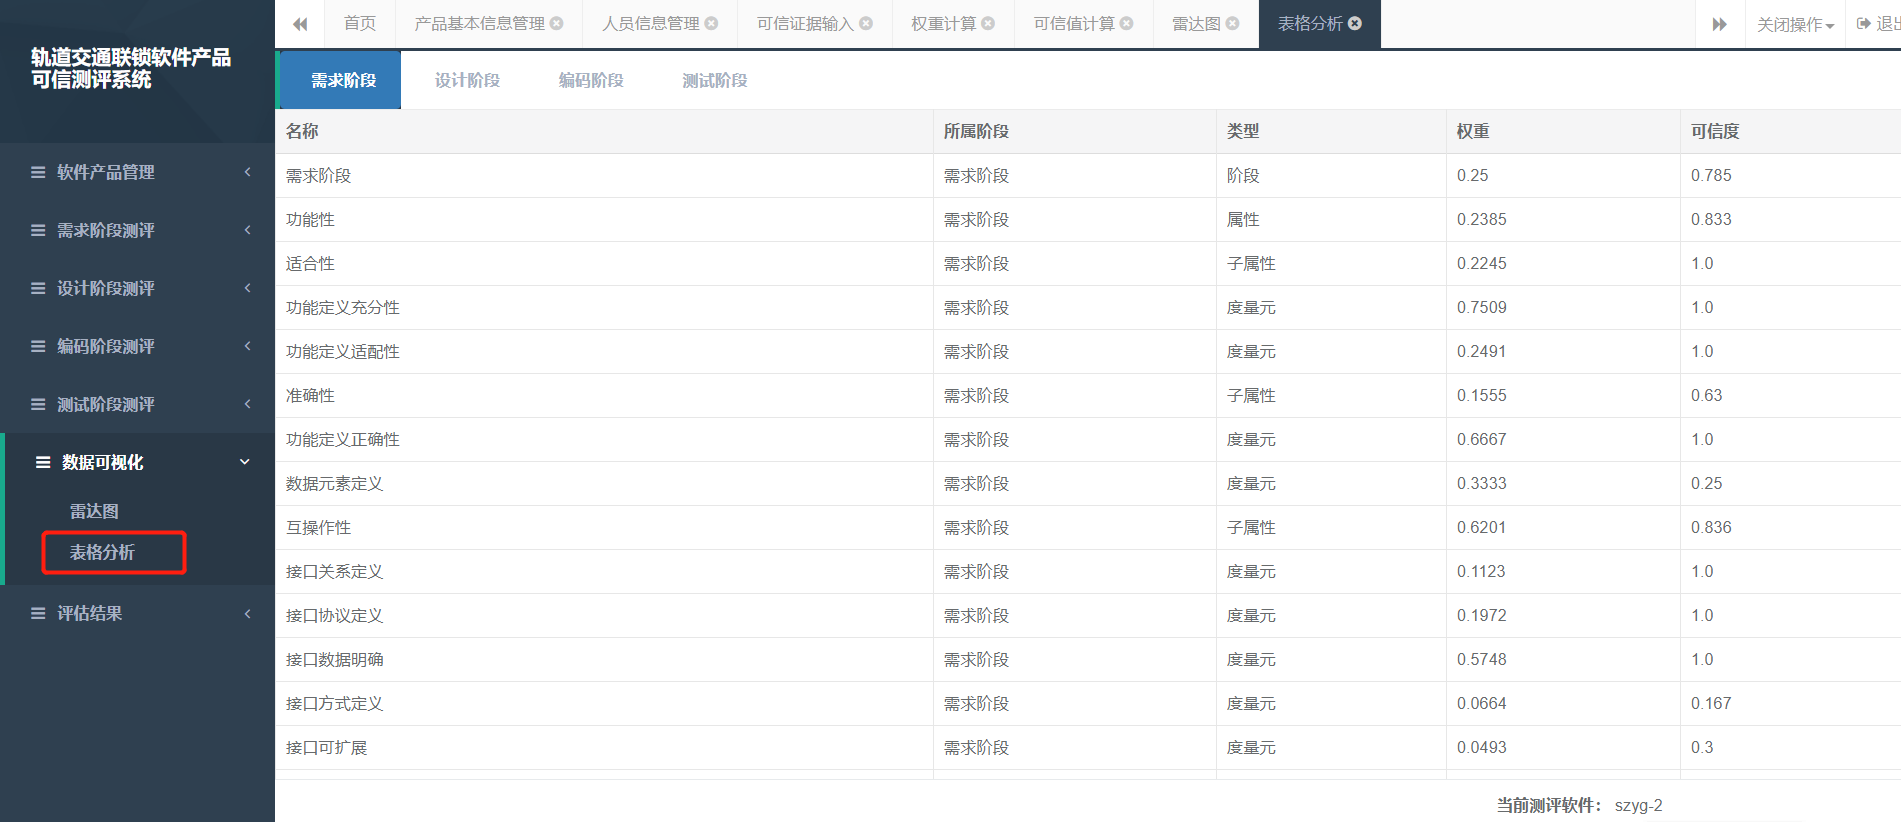 轨道交通联锁软件产品
可信测评系统
软件产品管理
需求阶段测评
设计阶段测评
编码阶段测评
测试阶段测评
数据可视化
雷达图
表格分析
评估结果
首页 产品基本信息管理 人员信息管理 可信证据输入 权重计算 可信值计算 雷达图 表格分析 关闭操作 退出
需求阶段 设计阶段 编码阶段 测试阶段
名称 所属阶段 类型 权重 可信度
需求阶段 需求阶段 阶段 0.25 0.785
功能性 需求阶段 属性 0.2385 0.833
适合性 需求阶段 子属性 0.2245 1.0
功能定义充分性 需求阶段 度量元 0.7509 1.0
功能定义适配性 需求阶段 度量元 0.2491 1.0
准确性 需求阶段 子属性 0.1555 0.63
功能定义正确性 需求阶段 度量元 0.6667 1.0
数据元素定义 需求阶段 度量元 0.3333 0.25
互操作性 需求阶段 子属性 0.6201 0.836
接口关系定义 需求阶段 度量元 0.1123 1.0
接口协议定义 需求阶段 度量元 0.1972 1.0
接口数据明确 需求阶段 度量元 0.5748 1.0
接口方式定义 需求阶段 度量元 0.0664 0.167
接口可扩展 需求阶段 度量元 0.0493 0.3
当前测评软件： szyg-2